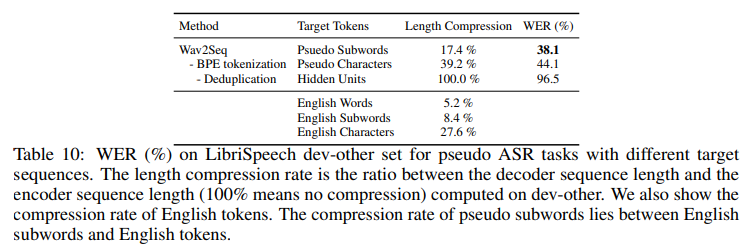 Method Target Tokens Length Compression WER (%)
Wav2Seq Psuedo Subwords 17.4 % 38.1
- BPE tokenization Pseudo Characters 39.2 % 44.1
- Deduplication Hidden Units 100.0 % 96.5
English Words 5.2 %
English Subwords 8.4 %
English Characters 27.6 %
Table 10: WER (%) on LibriSpeech dev-other set for pseudo ASR tasks with different target
sequences. The length compression rate is the ratio between the decoder sequence length and the
encoder sequence length (100% means no compression) computed on dev-other. We also show the
compression rate of English tokens. The compression rate of pseudo subwords lies between English
subwords and English tokens.